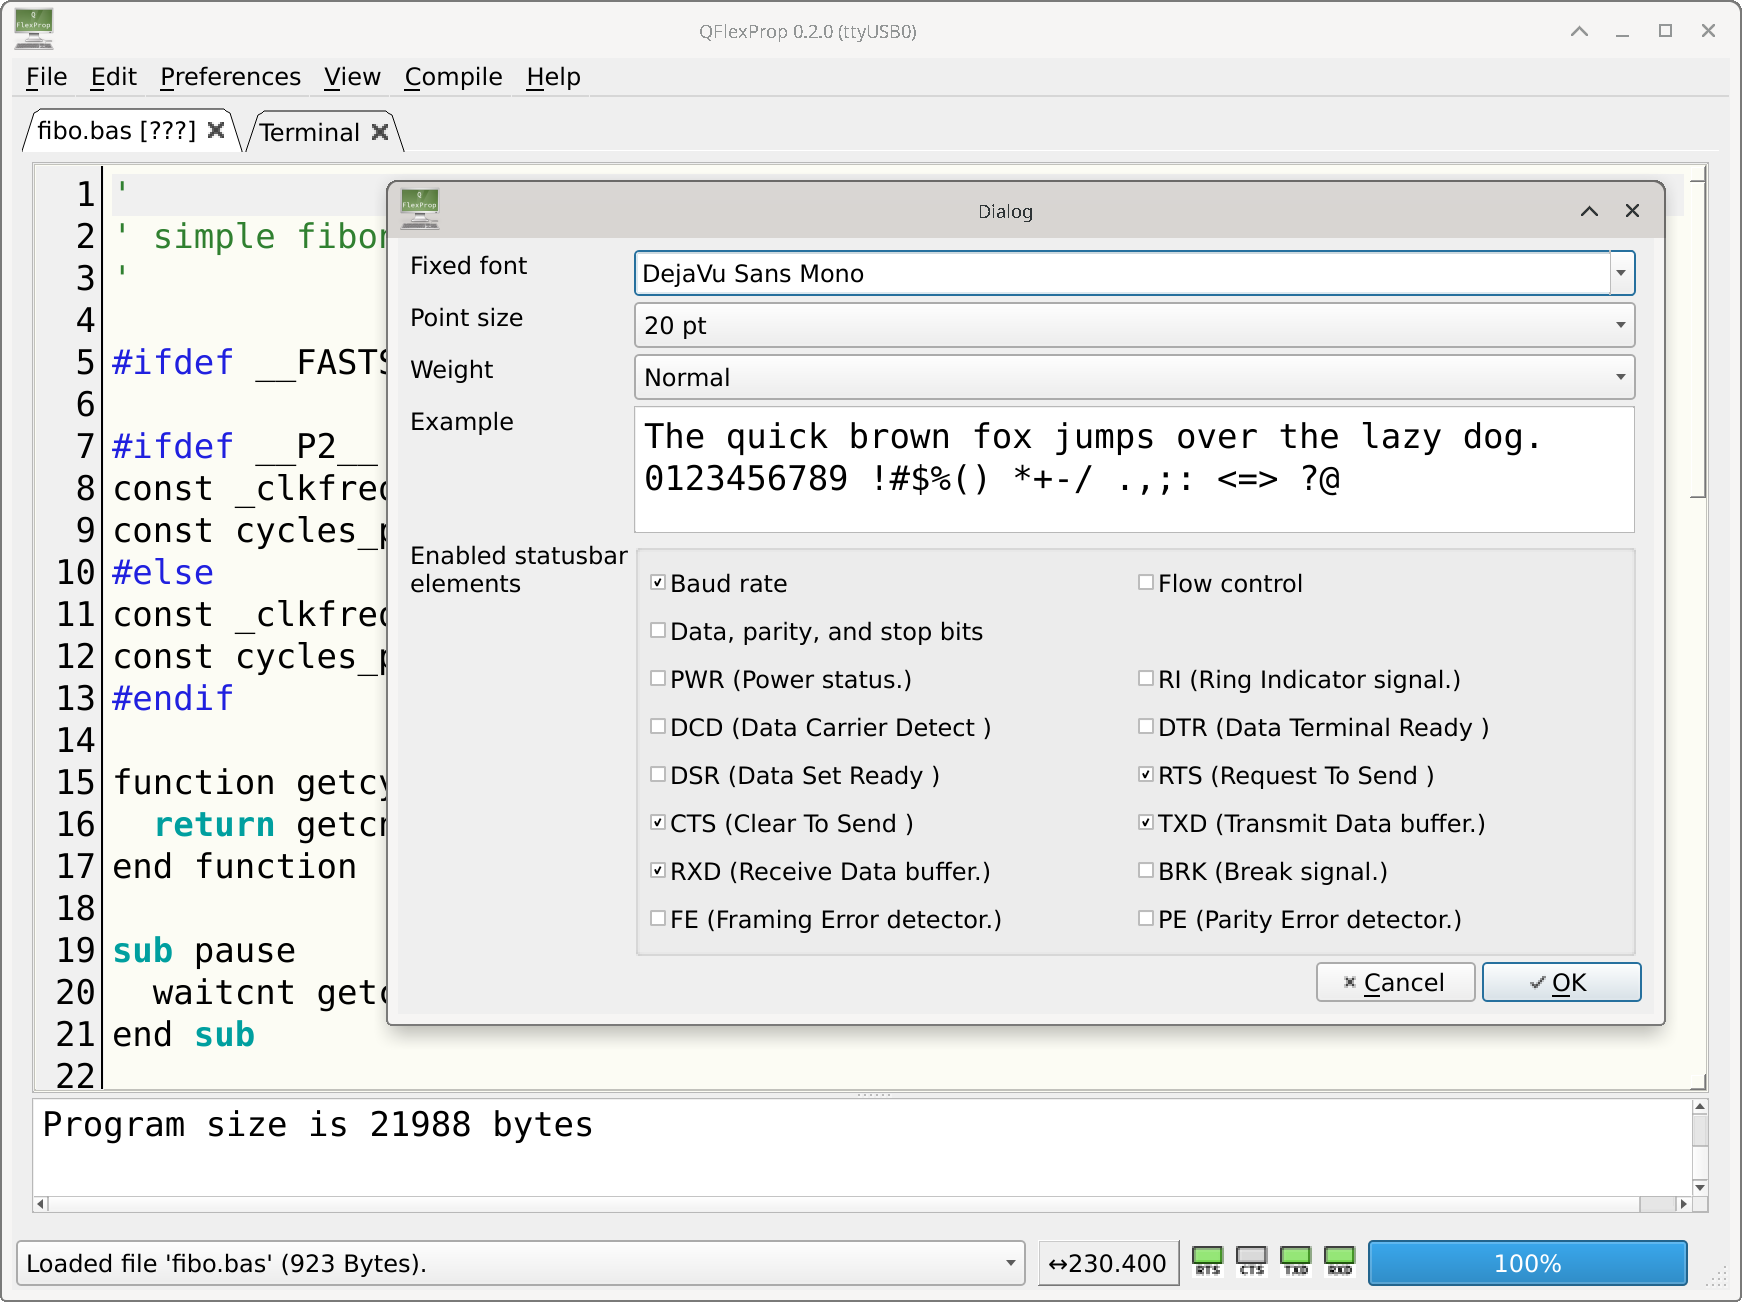 QFlexProp 0.2.0 (ttyUSB0)
File Edit Preferences View Compile Help
fibo.bas [???] Terminal
1 '
2 ' simple fibo
3 '
4
5 #ifdef __FASTS
6
7 #ifdef __P2__
8 const _clkfreq
9 const cycles_p
10 #else
11 const _clkfreq
12 const cycles_p
13 #endif
14
15 function getcy
16 return getcn
17 end function
18
19 sub pause
20 waitcnt getc
21 end sub
22
Q
FlexProp
Dialog
Fixed font DejaVu Sans Mono
Point size 20 pt
Weight Normal
Example The quick brown fox jumps over the lazy dog.
0123456789 !#$%() *+-/ .,;: <=> ?@
Enabled statusbar
elements
Baud rate Flow control
Data, parity, and stop bits
PWR (Power status.) RI (Ring Indicator signal.)
DCD (Data Carrier Detect ) DTR (Data Terminal Ready )
DSR (Data Set Ready ) RTS (Request To Send )
CTS (Clear To Send ) TXD (Transmit Data buffer.)
RXD (Receive Data buffer.) BRK (Break signal.)
FE (Framing Error detector.) PE (Parity Error detector.)
Cancel OK
Program size is 21988 bytes
Loaded file 'fibo.bas' (923 Bytes). ↔230.400 RTS CTS TXD RXD 100%